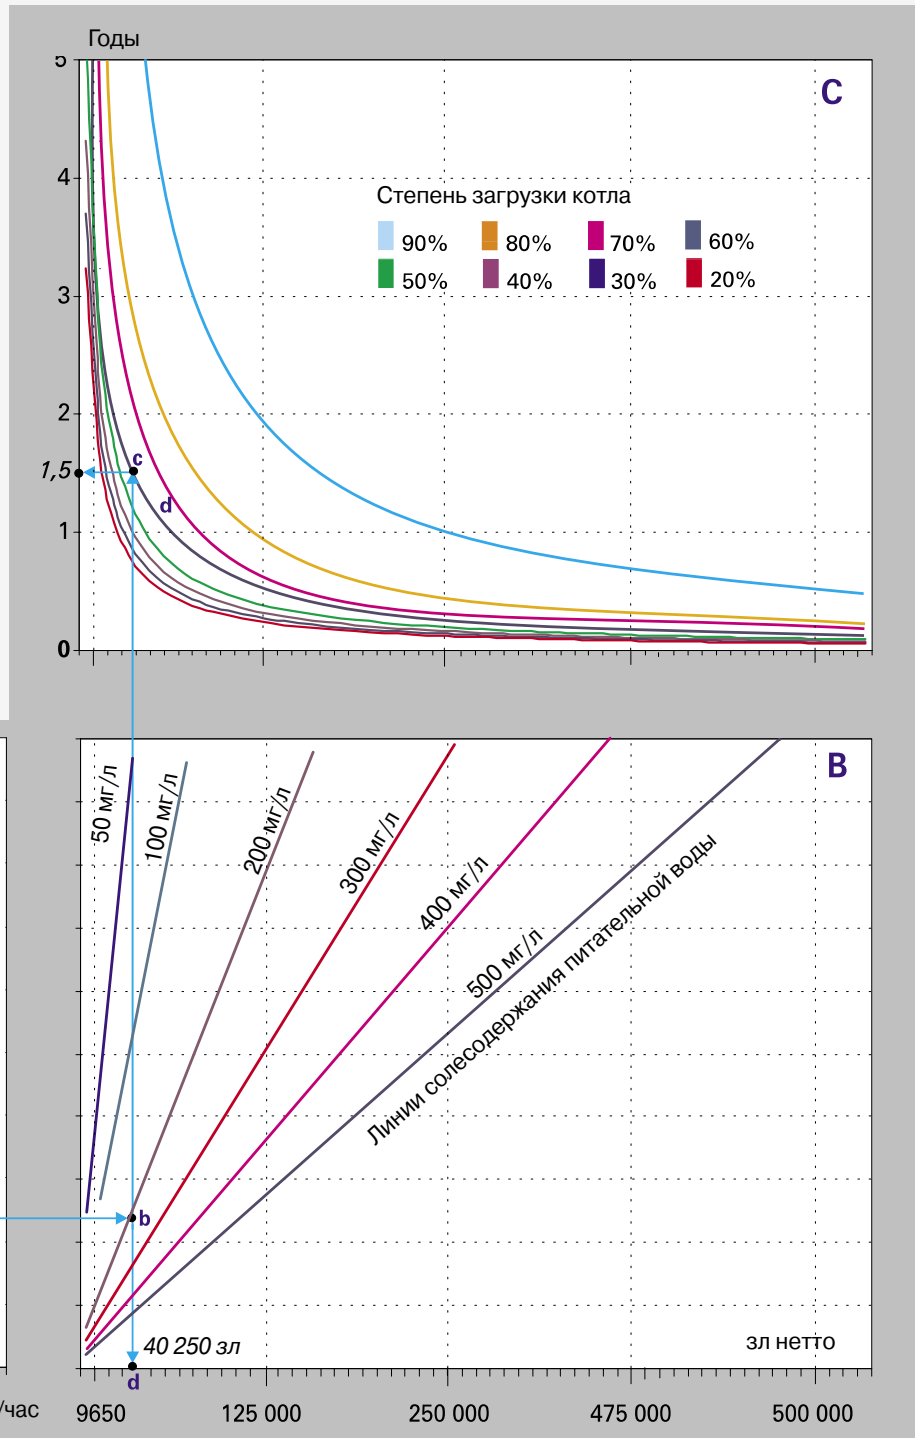 Годы
5
C
4
Степень загрузки котла
90% 80% 70% 60%
50% 40% 30% 20%
3
2
c
1,5
d
1
0
B
50 мг/л
100 мг/л
200 мг/л
300 мг/л
400 мг/л
500 мг/л
Линии солесодержания питательной воды
b
40 250 зл
зл нетто
d
/час 9650 125 000 250 000 475 000 500 000